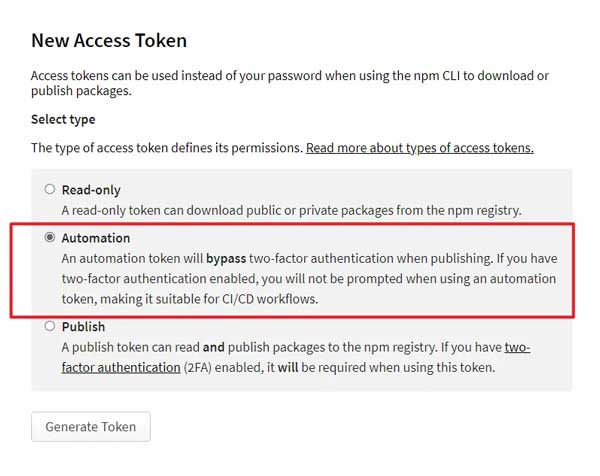 New Access Token
Access tokens can be used instead of your password when using the npm CLI to download or
publish packages.
Select type
The type of access token defines its permissions. Read more about types of access tokens.
Read-only
A read-only token can download public or private packages from the npm registry.
Automation
An automation token will bypass two-factor authentication when publishing. If you have
two-factor authentication enabled, you will not be prompted when using an automation
token, making it suitable for CI/CD workflows.
Publish
A publish token can read and publish packages to the npm registry. If you have two-
factor authentication (2FA) enabled, it will be required when using this token.
Generate Token